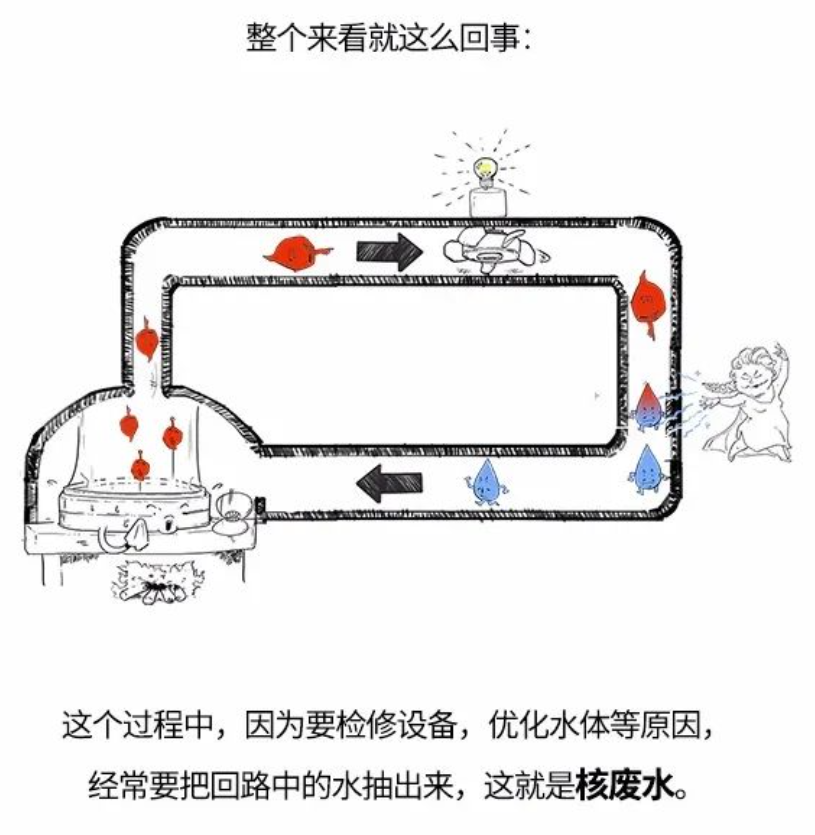 整个来看就这么回事：
这个过程中，因为要检修设备，优化水体等原因，
经常要把回路中的水抽出来，这就是核废水。